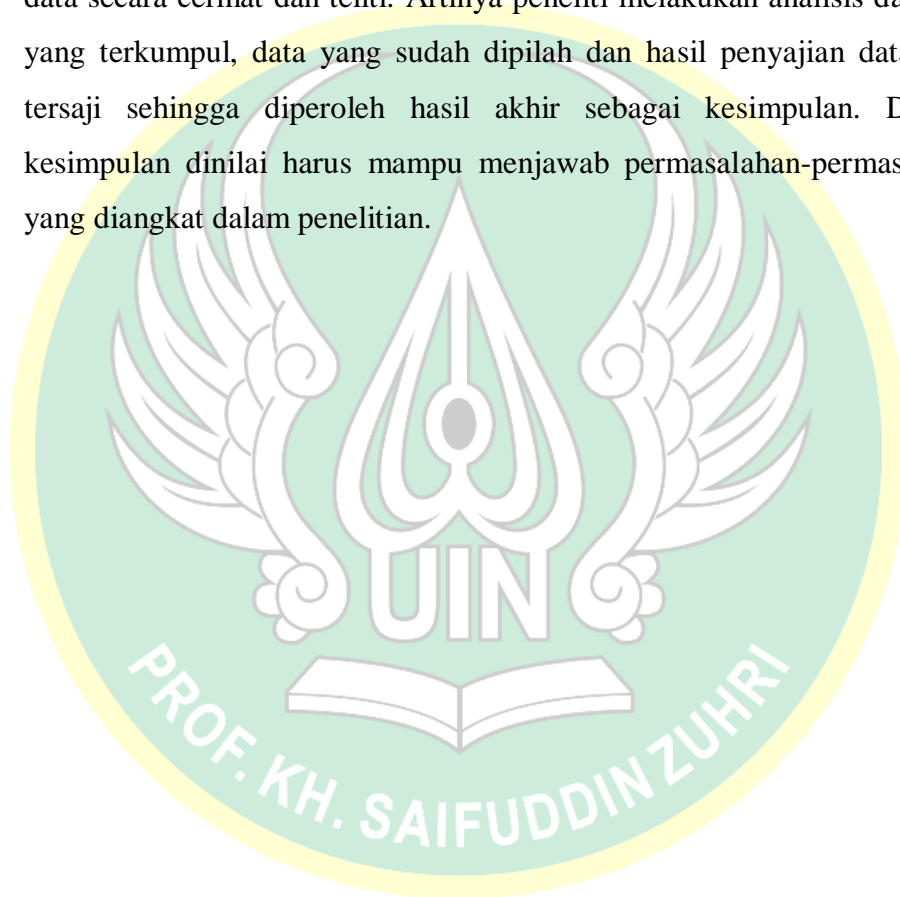 data secara cermat dan teliti. Artinya peneliti melakukan analisis da
yang terkumpul, data yang sudah dipilah dan hasil penyajian data
tersaji sehingga diperoleh hasil akhir sebagai kesimpulan. D
kesimpulan dinilai harus mampu menjawab permasalahan-permas
yang diangkat dalam penelitian.
UIN
PROF. KH. SAIFUDDIN ZUHRI